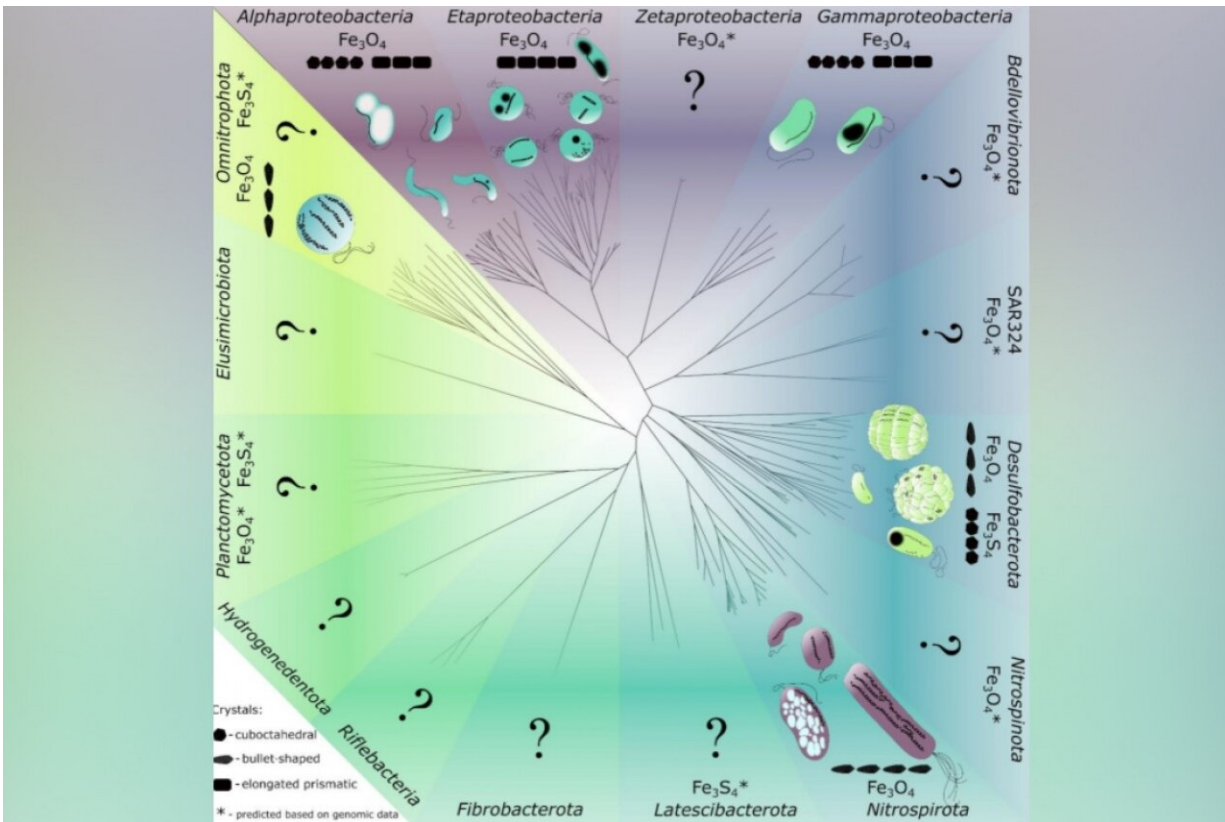 Alphaproteobacteria
Fe₃O₄
Etaproteobacteria
Fe₃O₄
Zetaproteobacteria
Fe₃O₄*
?
Gammaproteobacteria
Fe₃O₄
Bdellovibrionota
Fe₃O₄*
?
SAR324
Fe₃O₄*
?
Desulfobacterota
Fe₃O₄ Fe₃S₄
Nitrospinota
Fe₃O₄*
?
Fe₃O₄
Nitrospirota
?
Fe₃S₄*
Latescibacterota
?
Fibrobacterota
?
Riflebacteria
?
Hydrogenedentota
?
Planctomycetota
Fe₃O₄* Fe₃S₄*
?
Elusimicrobiota
?
Omnitrophota
Fe₃O₄ Fe₃S₄*
?
Crystals:
- cuboctahedral
- bullet-shaped
- elongated prismatic
* - predicted based on genomic data